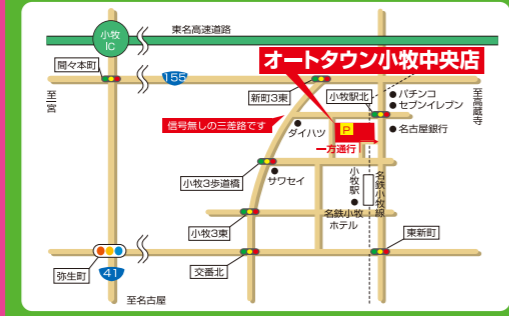 小牧
IC
東名高速道路
オートタウン小牧中央店
間々本町
155
新町3東
小牧駅北
パチンコ
セブンイレブン
至一宮
至高蔵寺
信号無しの三差路です
ダイハツ
P
名古屋銀行
一方通行
小牧3歩道橋
サワセイ
小牧駅
名鉄小牧線
小牧3東
名鉄小牧
ホテル
東新町
弥生町
41
交番北
至名古屋